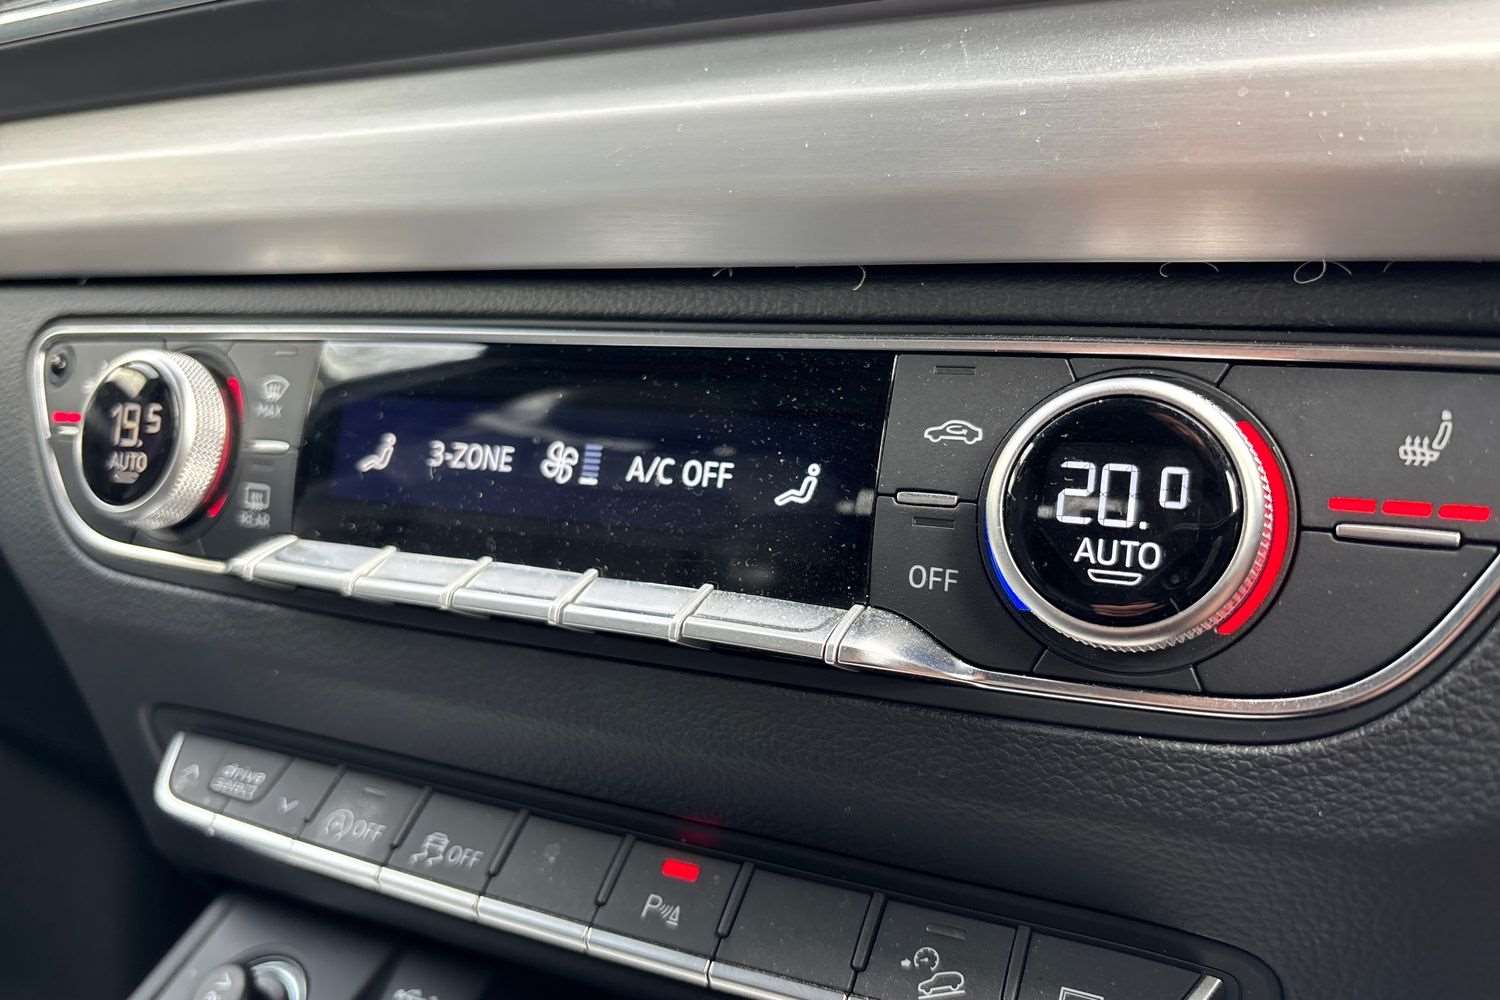 19.5
AUTO
MAX
REAR
3-ZONE
A/C OFF
OFF
20.0
AUTO
drive
select
OFF
OFF
P